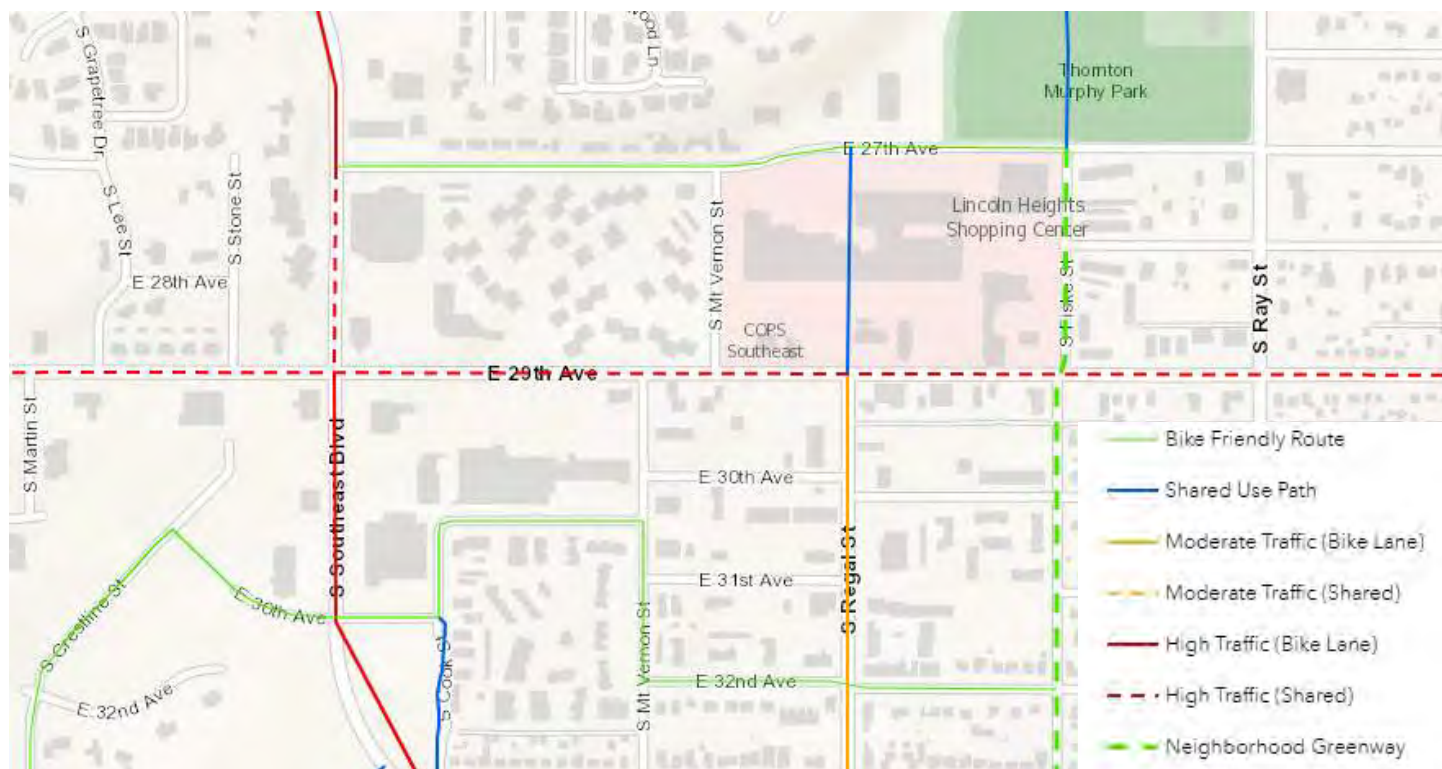 S Grapetree Dr
ood Ln
Thornton
Murphy Park
E 27th Ave
S Lee St
S Stone St
E 28th Ave
S Mt Vernon St
Lincoln Heights
Shopping Center
S Ray St
COPS
Southeast
E 29th Ave
S Martin St
S Southeast Blvd
E 30th Ave
S Regal St
E 31st Ave
S Crestline St
E 30th Ave
S Cook St
S Mt Vernon St
E 32nd Ave
E 32nd Ave
Bike Friendly Route
Shared Use Path
Moderate Traffic (Bike Lane)
Moderate Traffic (Shared)
High Traffic (Bike Lane)
High Traffic (Shared)
Neighborhood Greenway